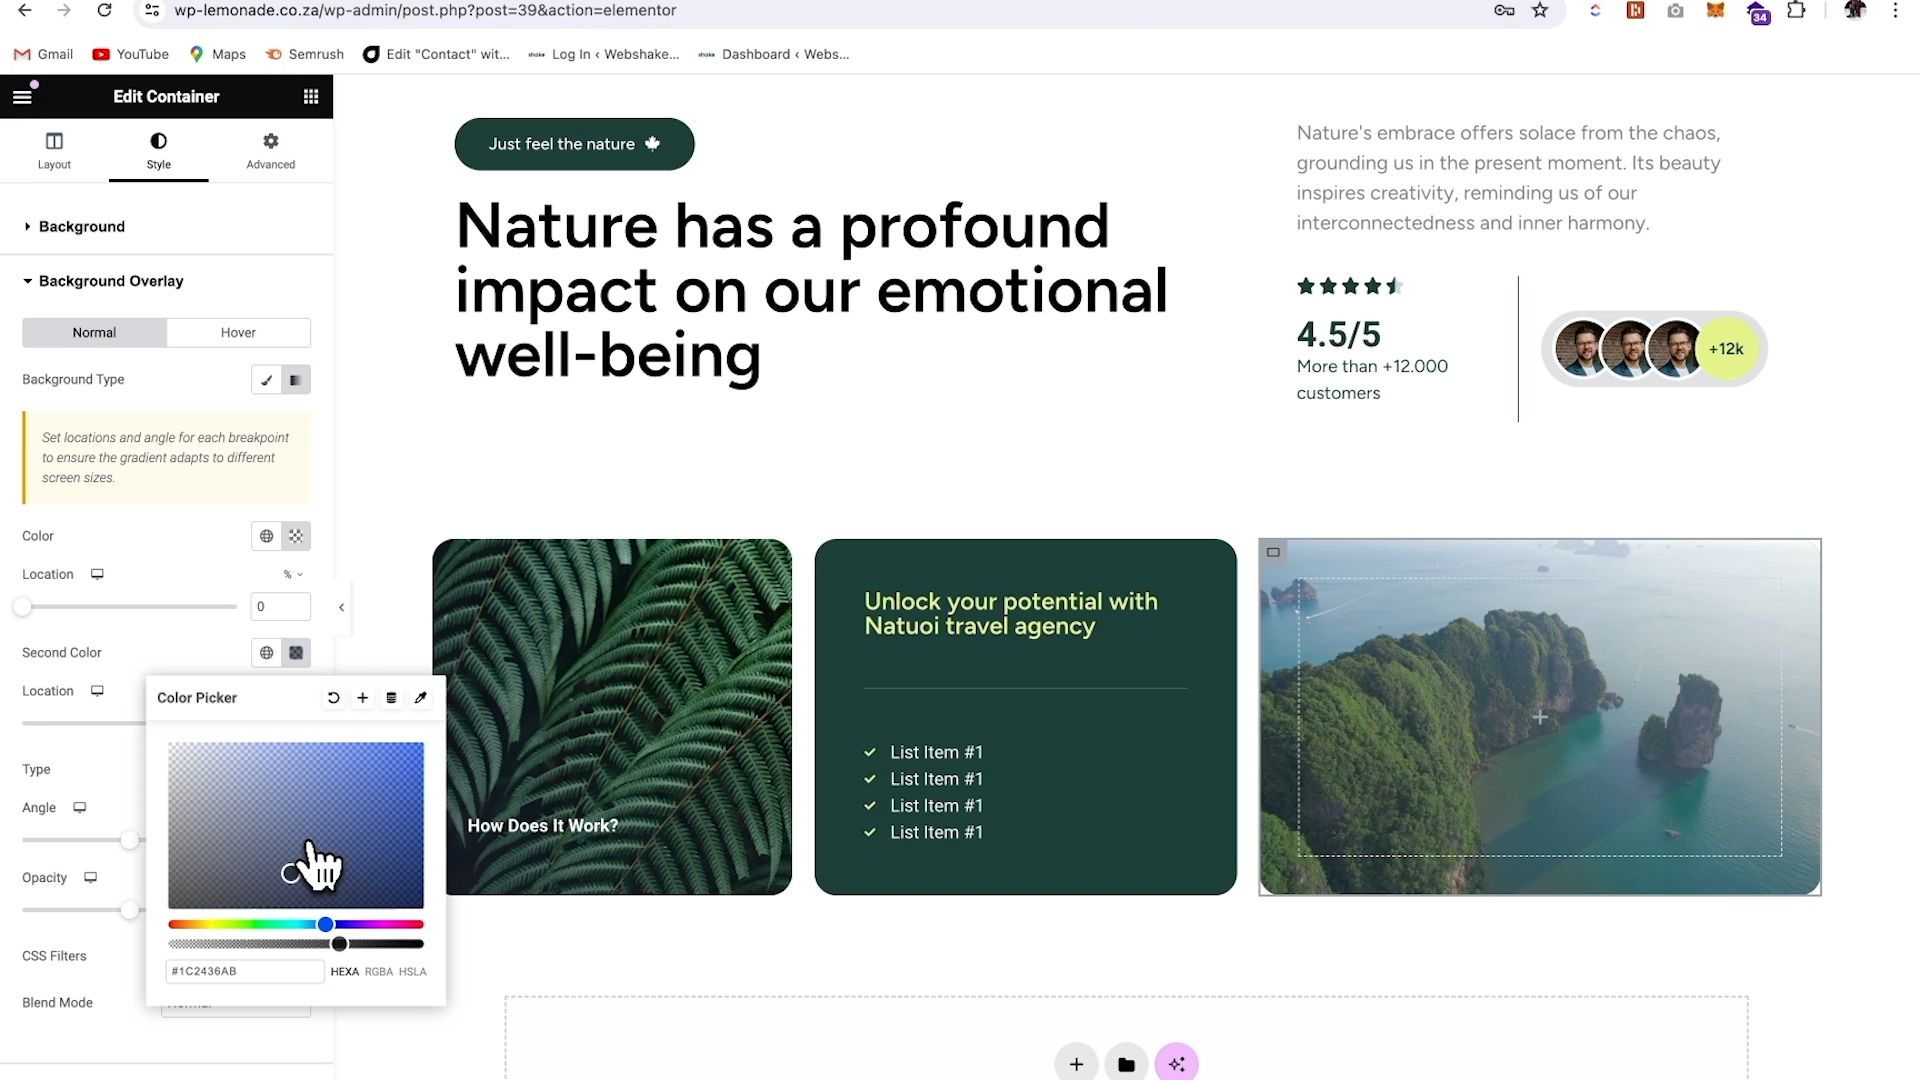 wp-lemonade.co.za/wp-admin/post.php?post=39&action=elementor
34
Gmail
YouTube
Maps
Semrush
Edit "Contact" wit...
shake
Log In ‹ Webshake...
shake
Dashboard ‹ Webs...
Edit Container
Layout
Style
Advanced
Background
Background Overlay
Normal
Hover
Background Type
Set locations and angle for each breakpoint
to ensure the gradient adapts to different
screen sizes.
Color
Location
%
0
Second Color
Location
Type
Angle
Opacity
CSS Filters
Blend Mode
Color Picker
#1C2436AB
HEXA
RGBA
HSLA
Just feel the nature
Nature has a profound
impact on our emotional
well-being
Nature's embrace offers solace from the chaos,
grounding us in the present moment. Its beauty
inspires creativity, reminding us of our
interconnectedness and inner harmony.
4.5/5
More than +12.000
customers
+12k
How Does It Work?
Unlock your potential with
Natuoi travel agency
List Item #1
List Item #1
List Item #1
List Item #1